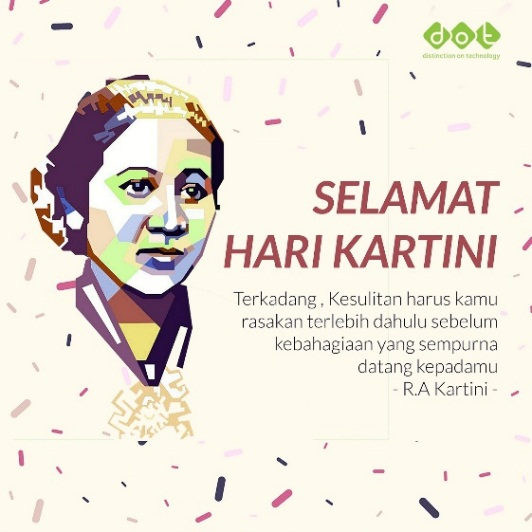 dot
distinction on technology
SELAMAT
HARI KARTINI
Terkadang , Kesulitan harus kamu
rasakan terlebih dahulu sebelum
kebahagiaan yang sempurna
datang kepadamu
- R.A Kartini -